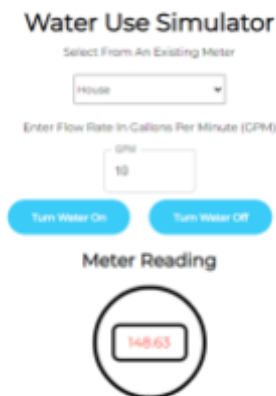 Water Use Simulator
Select From An Existing Meter
House
Enter Flow Rate In Gallons Per Minute (GPM)
GPM
10
Turn Water On Turn Water Off
Meter Reading
148.63